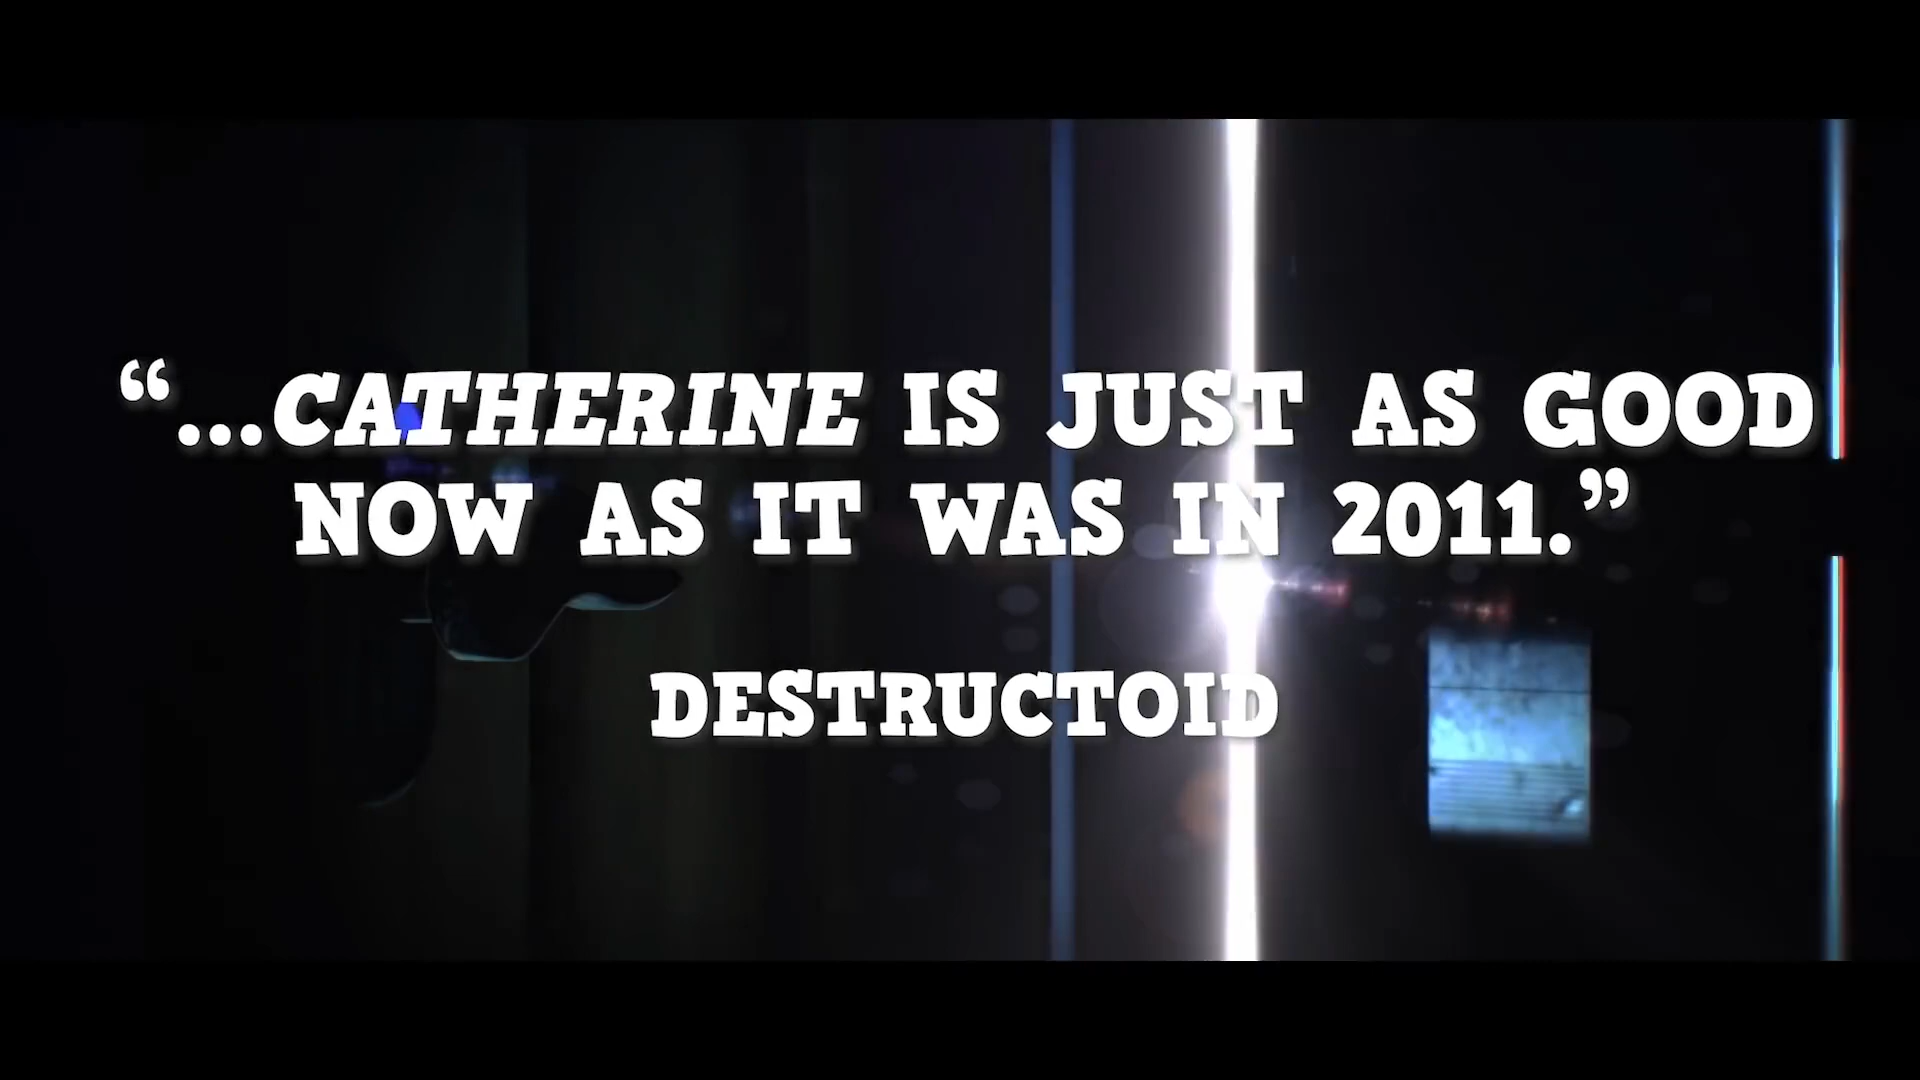 “...CATHERINE IS JUST AS GOOD
NOW AS IT WAS IN 2011.”
DESTRUCTOID